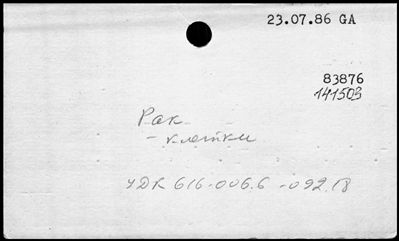 23.07.86 GA
83876
141503
Рак
- клетки
УДК 616-006.6 -092.18